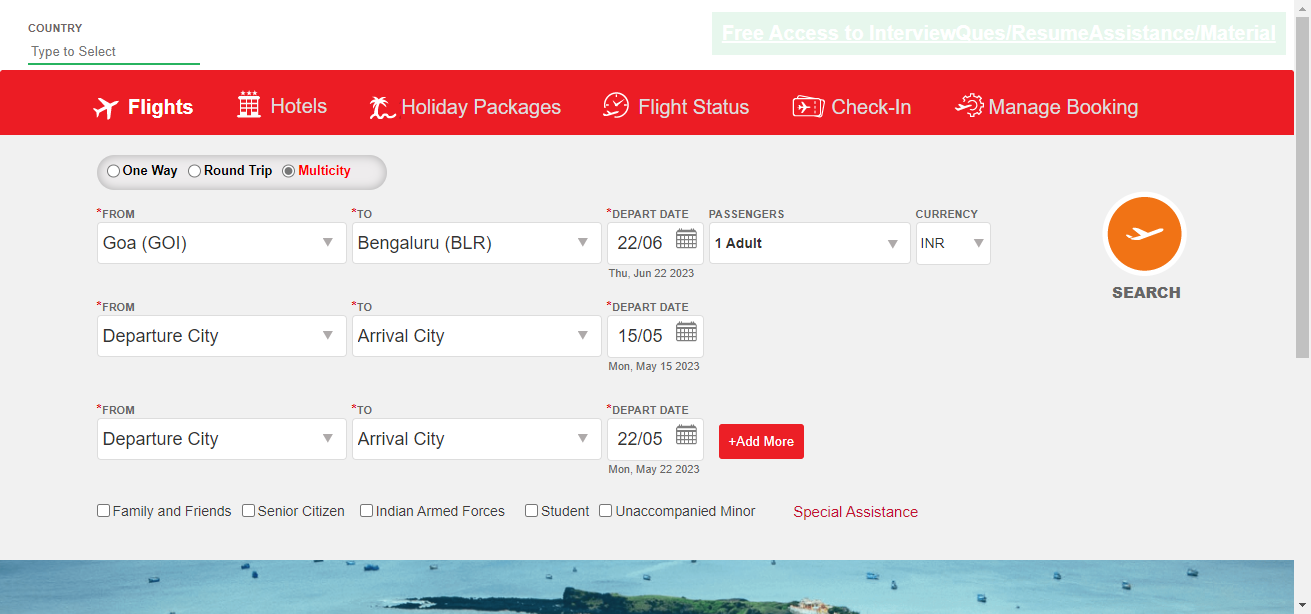 COUNTRY
Type to Select
Free Access to InterviewQues/ResumeAssistance/Material
Flights Hotels Holiday Packages Flight Status Check-In Manage Booking
One Way Round Trip Multicity
*FROM *TO *DEPART DATE PASSENGERS CURRENCY
Goa (GOI) Bengaluru (BLR) 22/06 1 Adult INR
Thu, Jun 22 2023
SEARCH
*FROM *TO *DEPART DATE
Departure City Arrival City 15/05
Mon, May 15 2023
*FROM *TO *DEPART DATE
Departure City Arrival City 22/05 +Add More
Mon, May 22 2023
Family and Friends Senior Citizen Indian Armed Forces Student Unaccompanied Minor Special Assistance